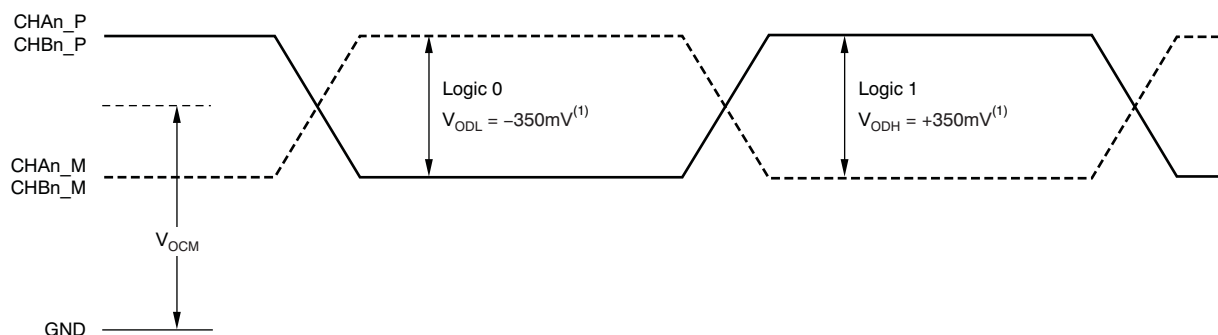 CHAn_P
CHBn_P
Logic 0
V_ODL = –350mV(1)
Logic 1
V_ODH = +350mV(1)
CHAn_M
CHBn_M
V_OCM
GND